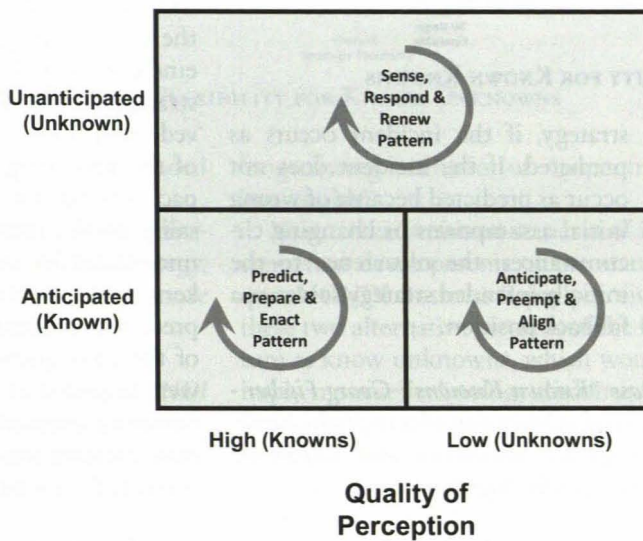 Unanticipated
(Unknown)
Sense,
Respond &
Renew
Pattern
Anticipated
(Known)
Predict,
Prepare &
Enact
Pattern
Anticipate,
Preempt &
Align
Pattern
High (Knowns)
Low (Unknowns)
Quality of
Perception